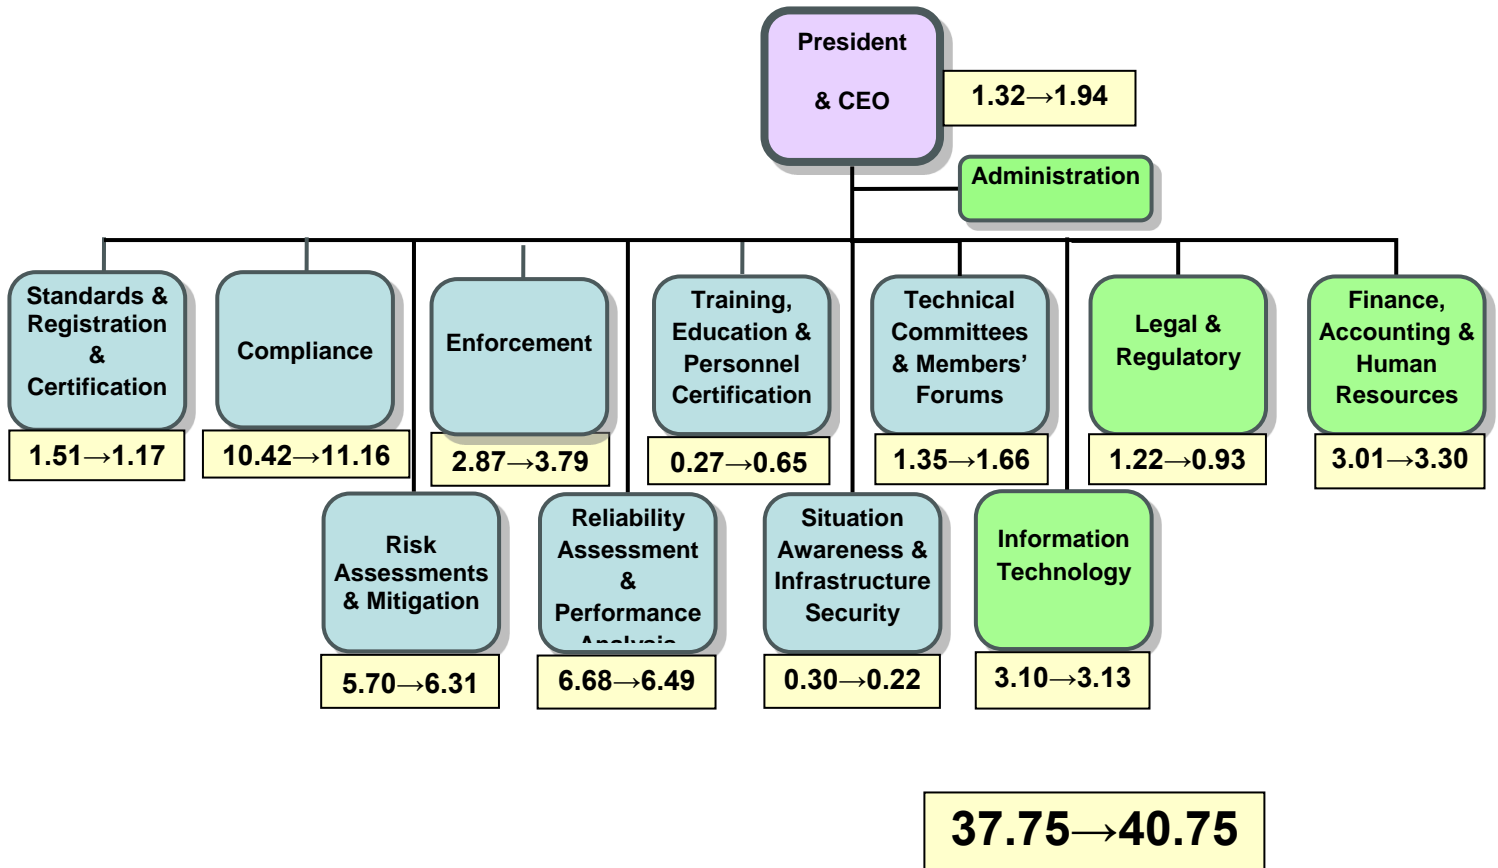 President
& CEO
1.32→1.94
Administration
Standards &
Registration
&
Certification
1.51→1.17
Compliance
10.42→11.16
Enforcement
2.87→3.79
Training,
Education &
Personnel
Certification
0.27→0.65
Technical
Committees
& Members’
Forums
1.35→1.66
Legal &
Regulatory
1.22→0.93
Finance,
Accounting &
Human
Resources
3.01→3.30
Risk
Assessments
& Mitigation
5.70→6.31
Reliability
Assessment
&
Performance
Analysis
6.68→6.49
Situation
Awareness &
Infrastructure
Security
0.30→0.22
Information
Technology
3.10→3.13
37.75→40.75